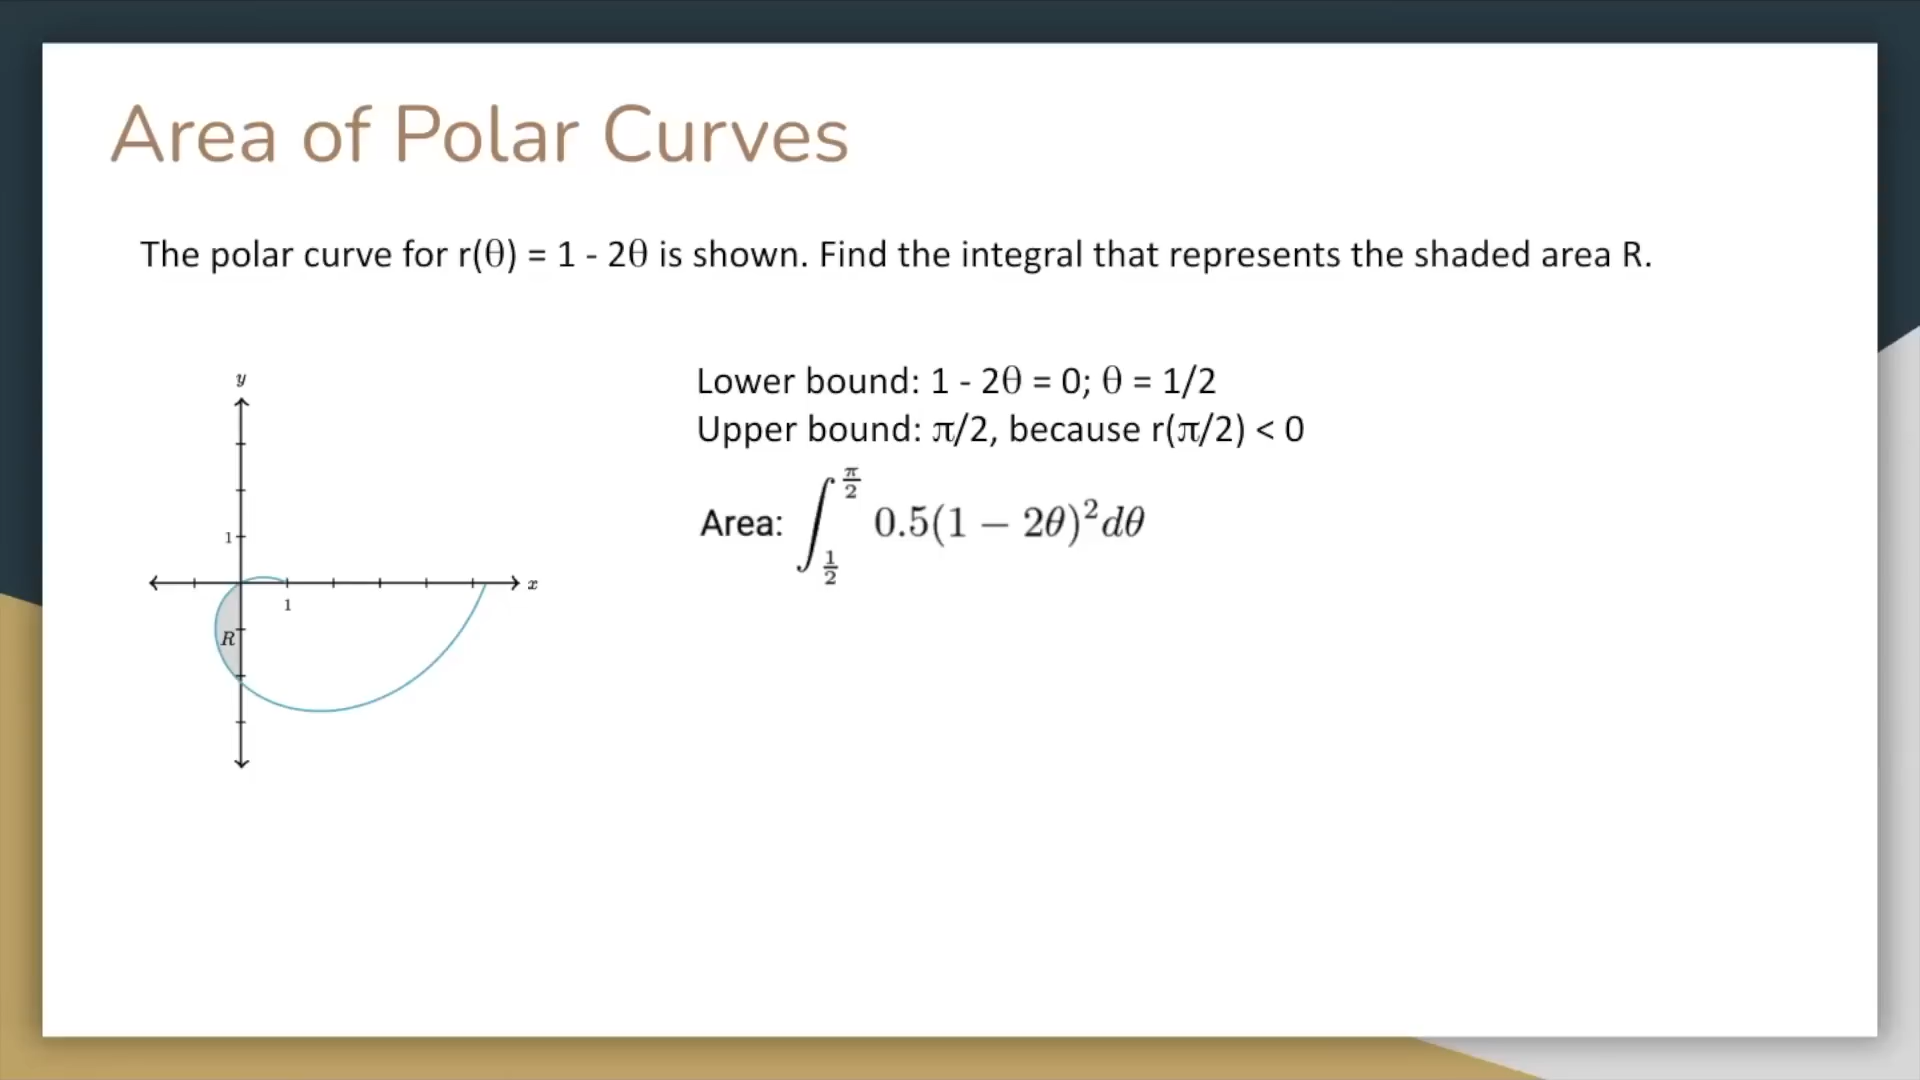 Area of Polar Curves
The polar curve for r(θ) = 1 - 2θ is shown. Find the integral that represents the shaded area R.
Lower bound: 1 - 2θ = 0; θ = 1/2
Upper bound: π/2, because r(π/2) < 0
Area: ∫_{1/2}^{π/2} 0.5(1 − 2θ)²dθ
y
1
x
1
R